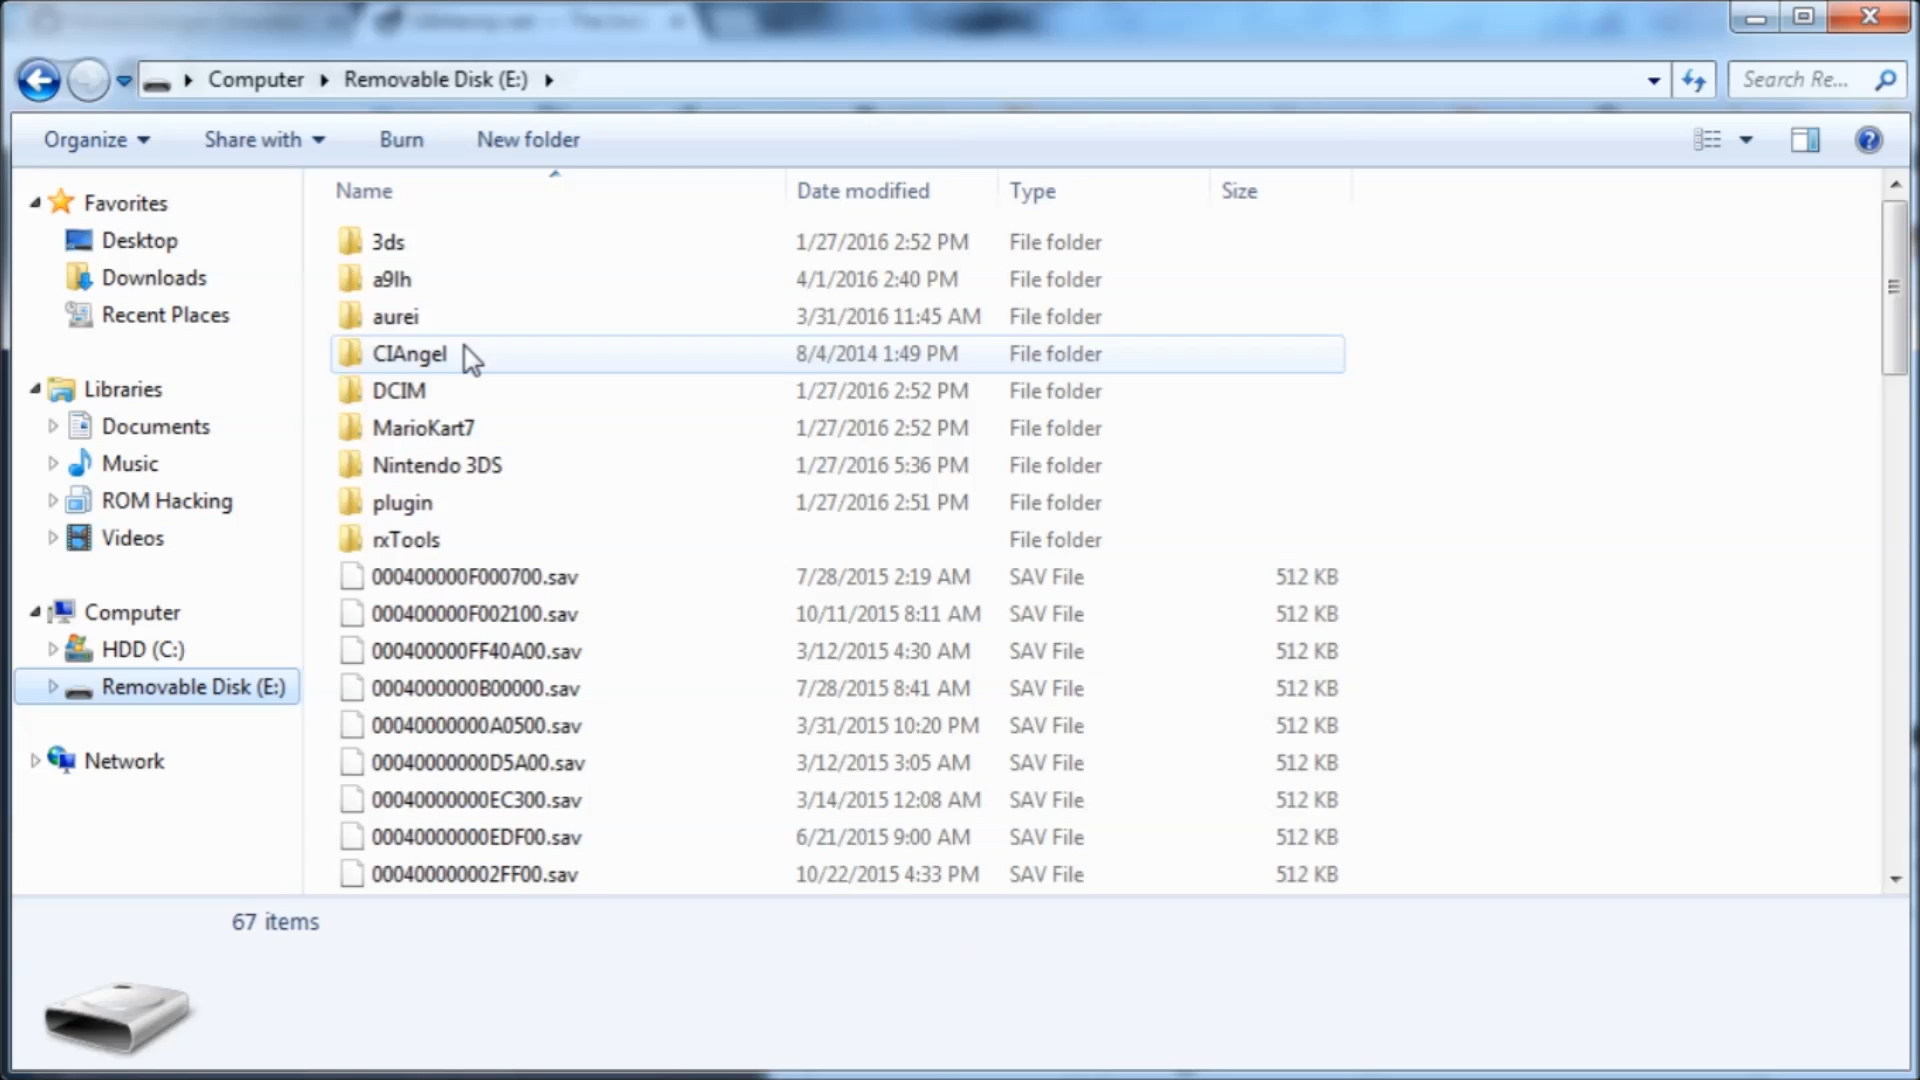 Computer Removable Disk (E:) Search Re...
Organize Share with Burn New folder
Name Date modified Type Size
Favorites
Desktop
Downloads
Recent Places
Libraries
Documents
Music
ROM Hacking
Videos
Computer
HDD (C:)
Removable Disk (E:)
Network
3ds 1/27/2016 2:52 PM File folder
a9lh 4/1/2016 2:40 PM File folder
aurei 3/31/2016 11:45 AM File folder
CIAngel 8/4/2014 1:49 PM File folder
DCIM 1/27/2016 2:52 PM File folder
MarioKart7 1/27/2016 2:52 PM File folder
Nintendo 3DS 1/27/2016 5:36 PM File folder
plugin 1/27/2016 2:51 PM File folder
rxTools File folder
000400000F000700.sav 7/28/2015 2:19 AM SAV File 512 KB
000400000F002100.sav 10/11/2015 8:11 AM SAV File 512 KB
000400000FF40A00.sav 3/12/2015 4:30 AM SAV File 512 KB
0004000000B00000.sav 7/28/2015 8:41 AM SAV File 512 KB
00040000000A0500.sav 3/31/2015 10:20 PM SAV File 512 KB
00040000000D5A00.sav 3/12/2015 3:05 AM SAV File 512 KB
00040000000EC300.sav 3/14/2015 12:08 AM SAV File 512 KB
00040000000EDF00.sav 6/21/2015 9:00 AM SAV File 512 KB
000400000002FF00.sav 10/22/2015 4:33 PM SAV File 512 KB
67 items